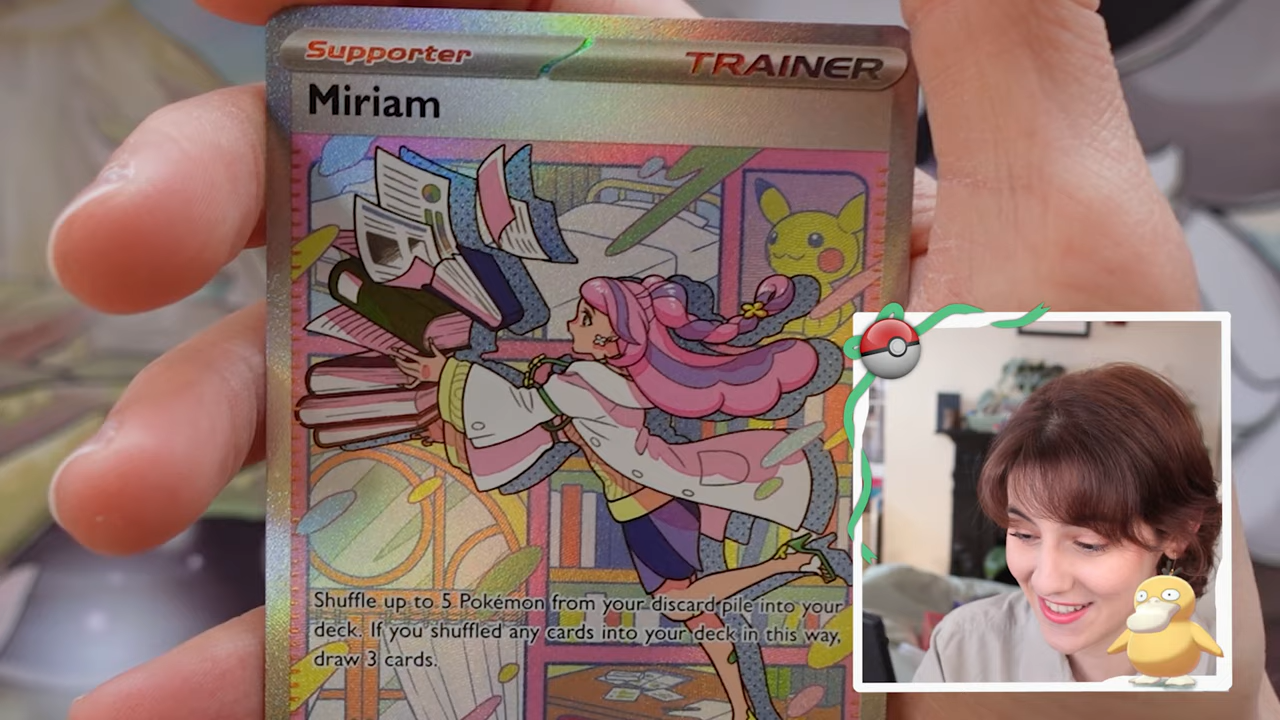 Supporter
TRAINER
Miriam
Shuffle up to 5 Pokémon from your discard pile into your
deck. If you shuffled any cards into your deck in this way,
draw 3 cards.